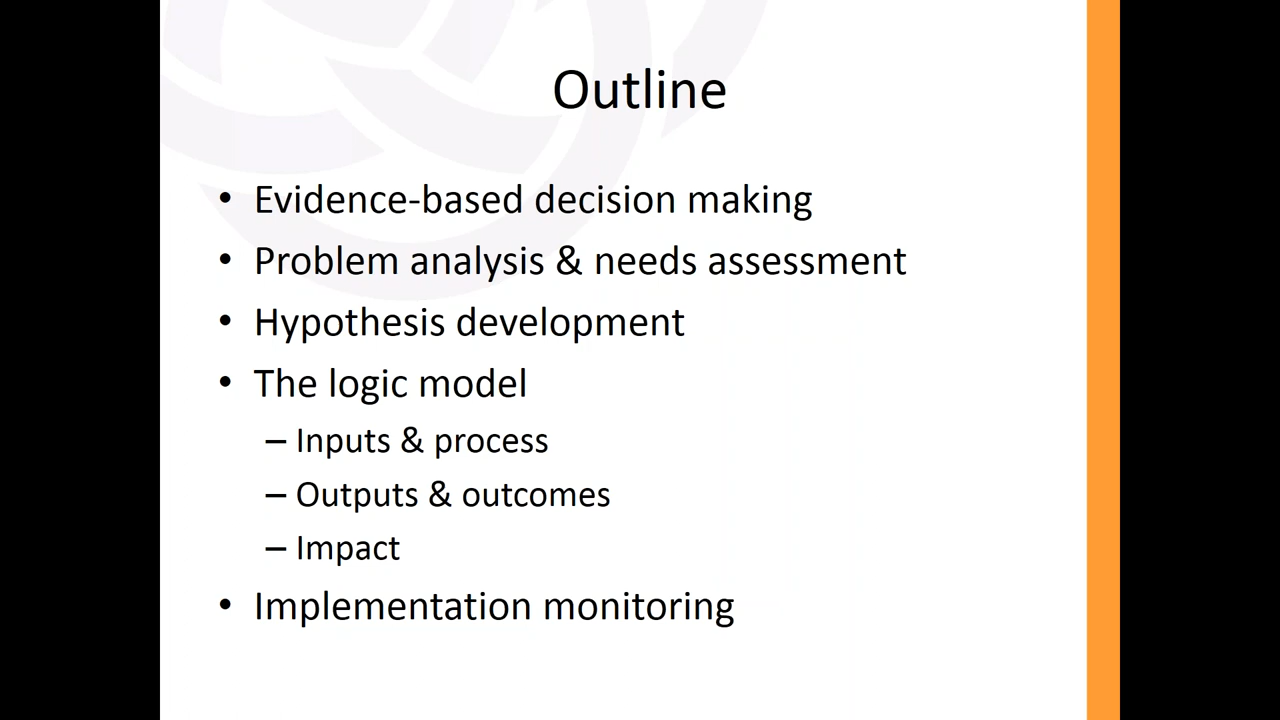 Outline
• Evidence-based decision making
• Problem analysis & needs assessment
• Hypothesis development
• The logic model
– Inputs & process
– Outputs & outcomes
– Impact
• Implementation monitoring